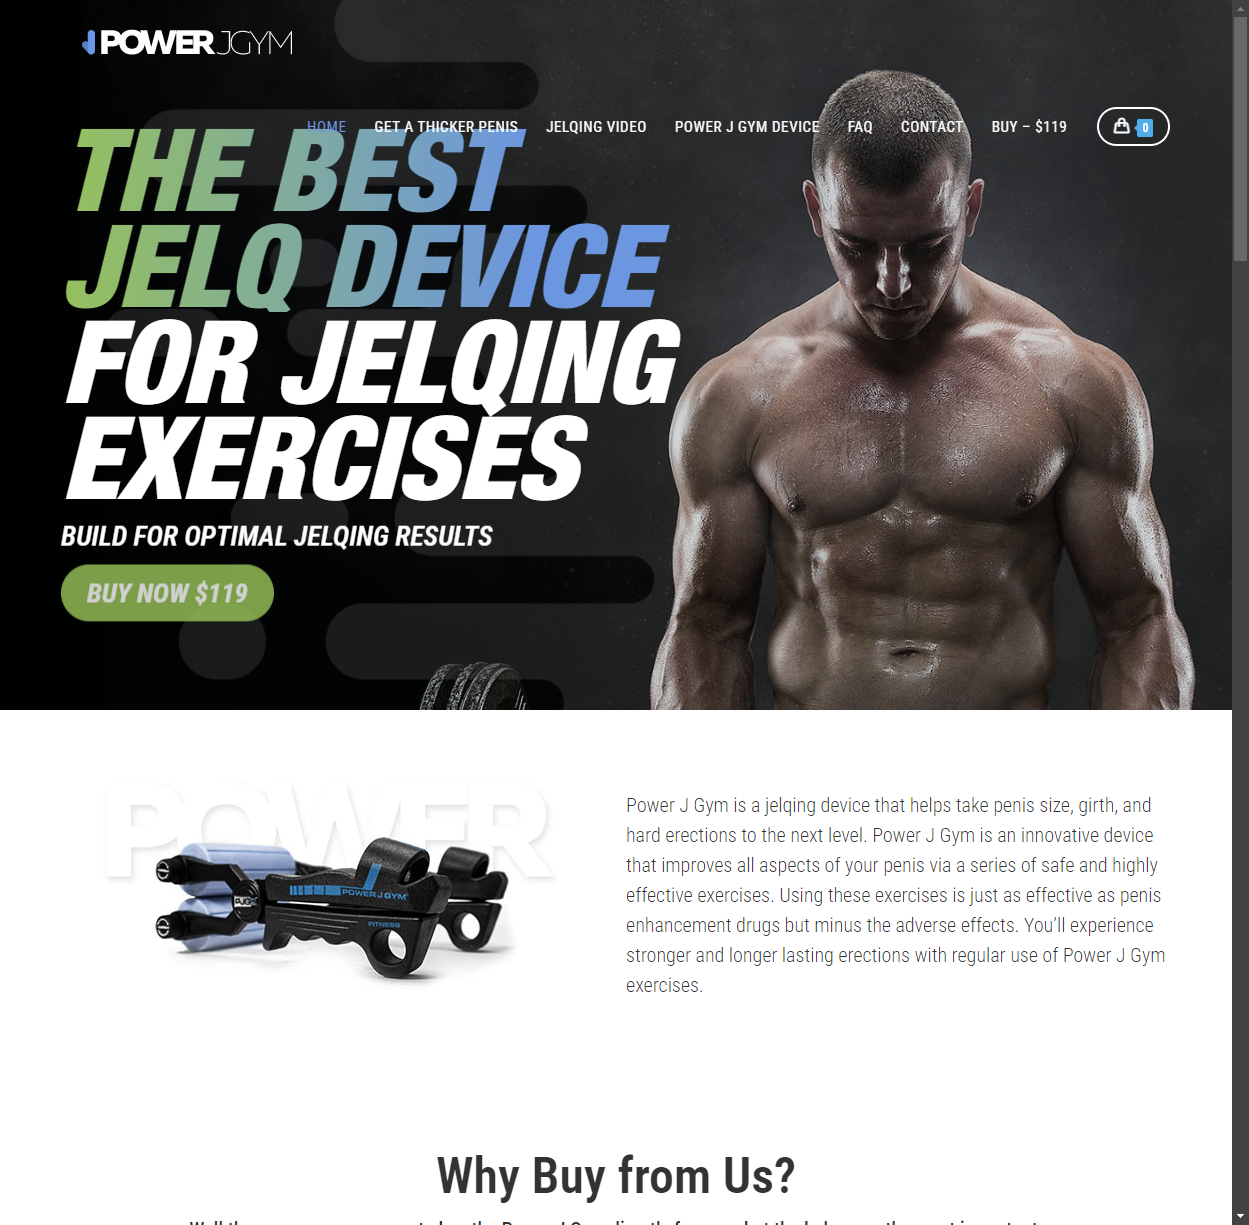 POWERJGYM
HOME GET A THICKER PENIS JELQING VIDEO POWER J GYM DEVICE FAQ CONTACT BUY – $119 0
THE BEST
JELQ DEVICE
FOR JELQING
EXERCISES
BUILD FOR OPTIMAL JELQING RESULTS
BUY NOW $119
POWER
POWER J GYM
FITNESS
Power J Gym is a jelqing device that helps take penis size, girth, and
hard erections to the next level. Power J Gym is an innovative device
that improves all aspects of your penis via a series of safe and highly
effective exercises. Using these exercises is just as effective as penis
enhancement drugs but minus the adverse effects. You’ll experience
stronger and longer lasting erections with regular use of Power J Gym
exercises.
Why Buy from Us?